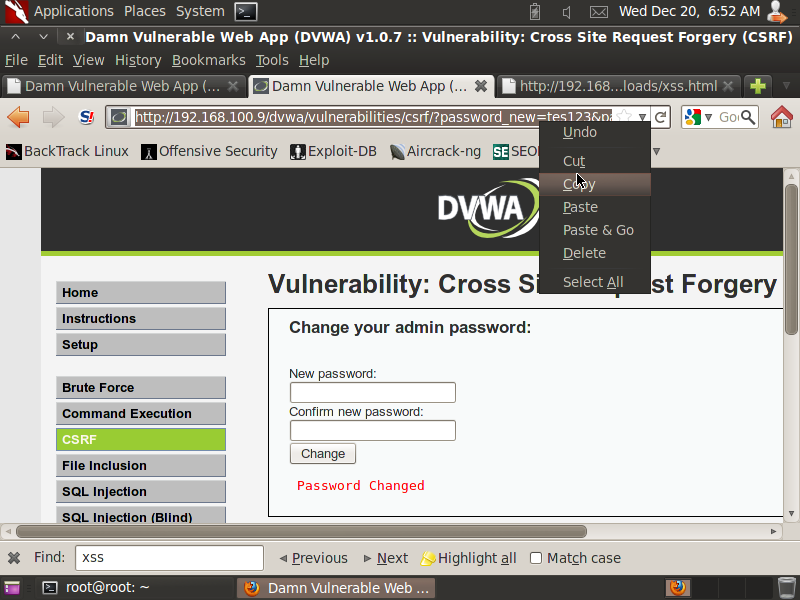 Applications Places System Wed Dec 20, 6:52 AM
Damn Vulnerable Web App (DVWA) v1.0.7 :: Vulnerability: Cross Site Request Forgery (CSRF)
File Edit View History Bookmarks Tools Help
Damn Vulnerable Web App (... Damn Vulnerable Web App (... http://192.168...loads/xss.html
http://192.168.100.9/dvwa/vulnerabilities/csrf/?password_new=tes123&pa
BackTrack Linux Offensive Security Exploit-DB Aircrack-ng SEO
Undo
Cut
Copy
Paste
Paste & Go
Delete
Select All
DVWA
Home
Instructions
Setup
Brute Force
Command Execution
CSRF
File Inclusion
SQL Injection
SQL Injection (Blind)
Vulnerability: Cross Si st Forgery
Change your admin password:
New password:
Confirm new password:
Change
Password Changed
Find: xss Previous Next Highlight all Match case
root@root: ~ Damn Vulnerable Web ...